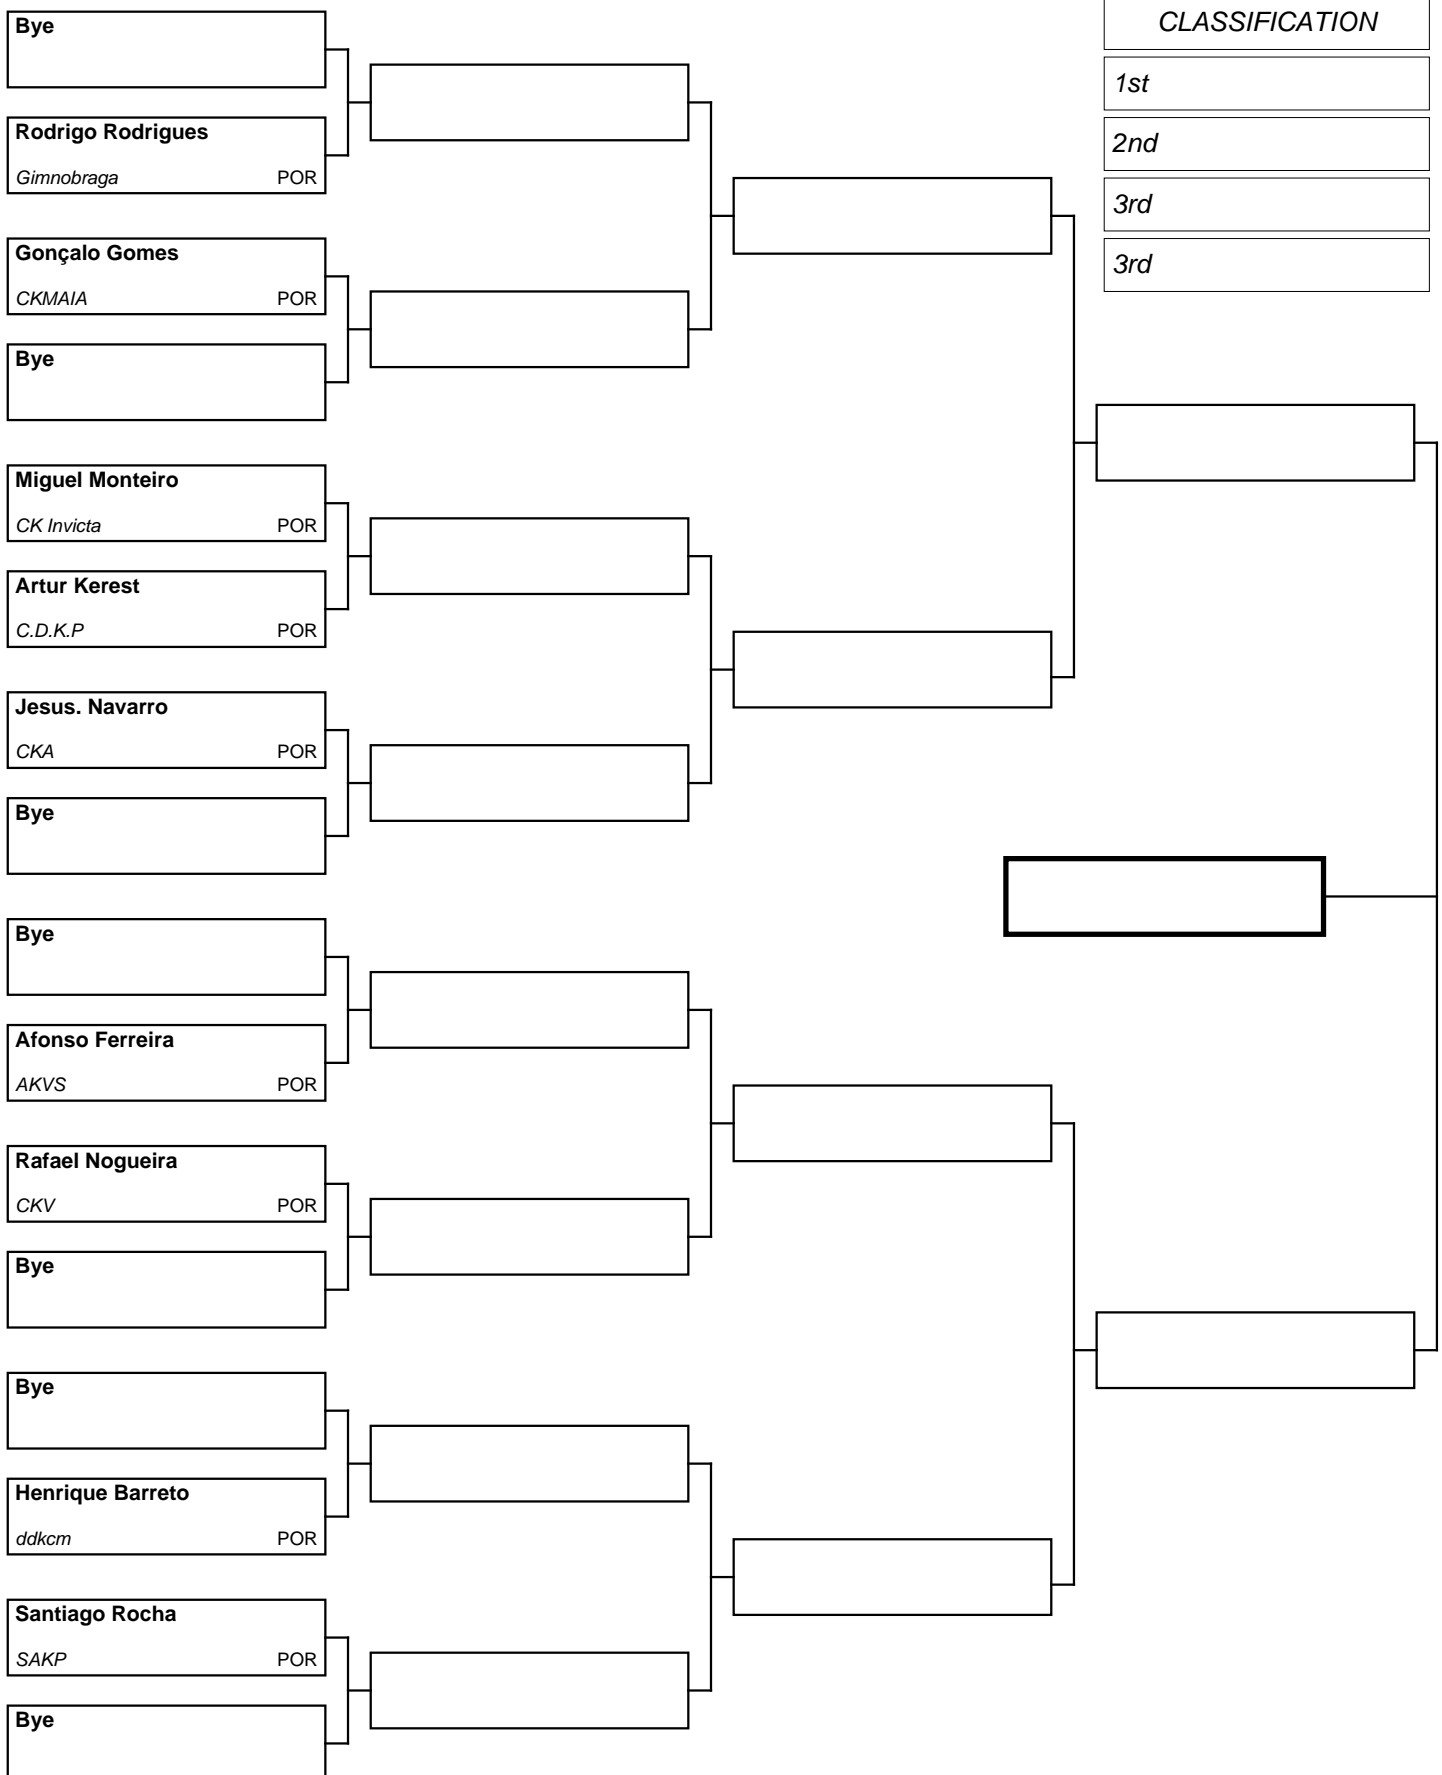 CLASSIFICATION
1st
2nd
3rd
3rd
Bye
Rodrigo Rodrigues
Gimnobraga POR
Gonçalo Gomes
CKMAIA POR
Bye
Miguel Monteiro
CK Invicta POR
Artur Kerest
C.D.K.P POR
Jesus. Navarro
CKA POR
Bye
Bye
Afonso Ferreira
AKVS POR
Rafael Nogueira
CKV POR
Bye
Bye
Henrique Barreto
ddkcm POR
Santiago Rocha
SAKP POR
Bye